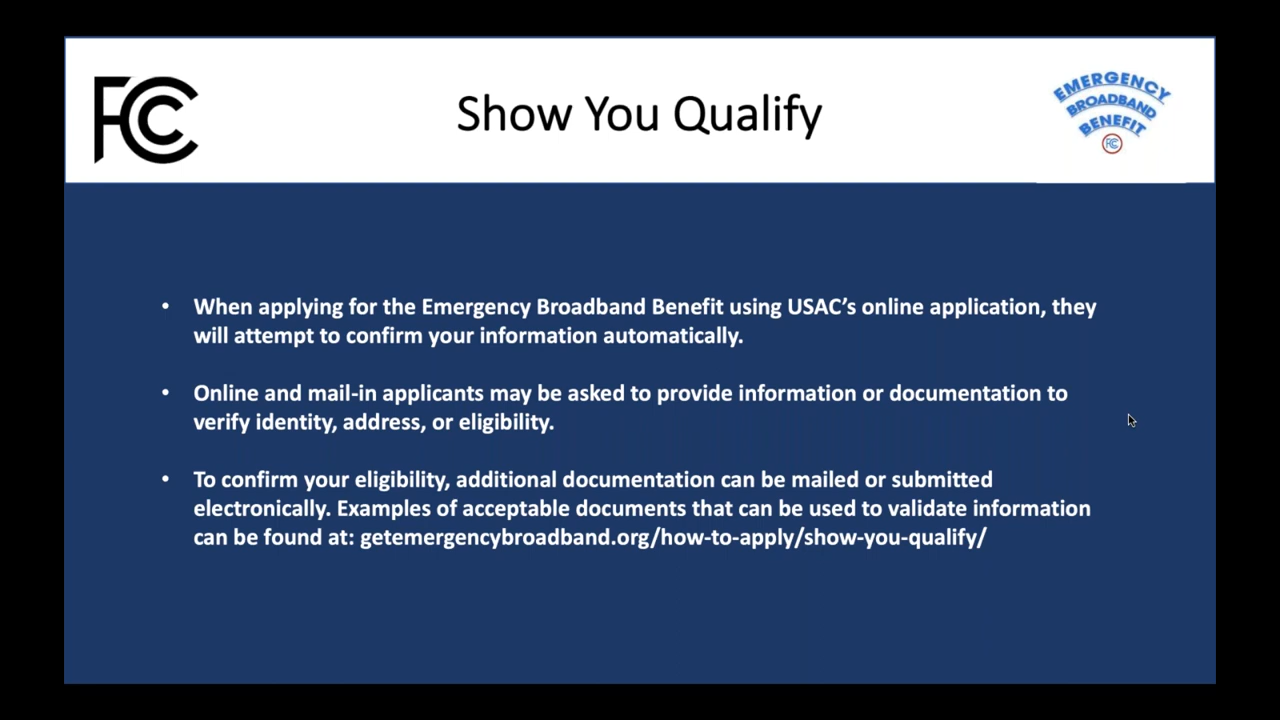 FCC
Show You Qualify
EMERGENCY
BROADBAND
BENEFIT
FCC
• When applying for the Emergency Broadband Benefit using USAC’s online application, they
will attempt to confirm your information automatically.
• Online and mail-in applicants may be asked to provide information or documentation to
verify identity, address, or eligibility.
• To confirm your eligibility, additional documentation can be mailed or submitted
electronically. Examples of acceptable documents that can be used to validate information
can be found at: getemergencybroadband.org/how-to-apply/show-you-qualify/